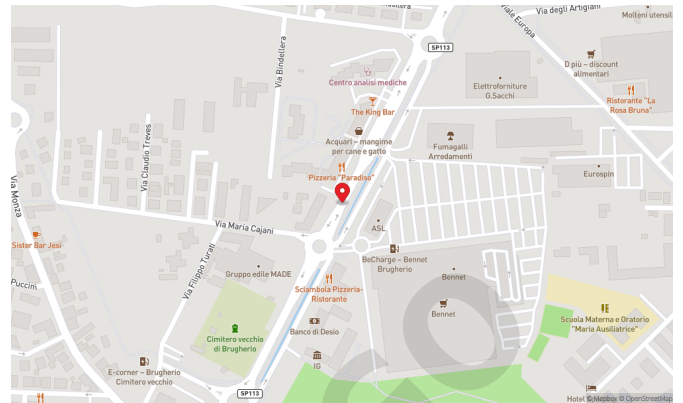 Via degli Artigiani
Viale Europa
Molteni utensil
SP113
Via Bindellera
D più – discount
alimentari
Centro analisi mediche
Elettroforniture
G.Sacchi
Ristorante "La
Rosa Bruna"
The King Bar
Acquari – mangime
per cane e gatto
Fumagalli
Arredamenti
Via Claudio Treves
Pizzeria "Paradiso"
Eurospin
Via Monza
Via Maria Cajani
ASL
Sister Bar Jesi
BeCharge – Bennet
Brugherio
Via Filippo Turati
Gruppo edile MADE
Bennet
Puccini
Sciambola Pizzeria-
Ristorante
Bennet
Scuola Materna e Oratorio
"Maria Ausiliatrice"
Cimitero vecchio
di Brugherio
Banco di Desio
IG
E-corner – Brugherio
Cimitero vecchio
SP113
Hotel
© Mapbox © OpenStreetMap